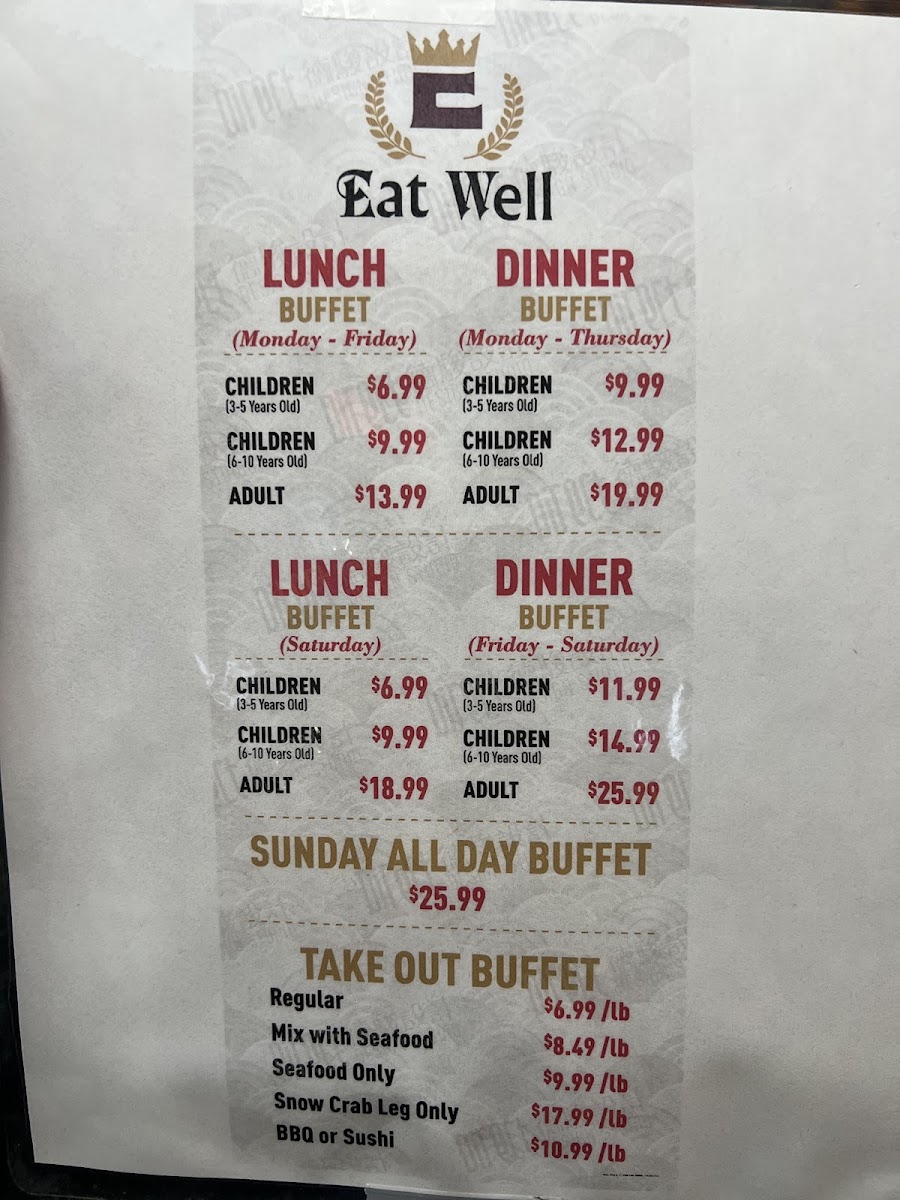 E
Eat Well
LUNCH
BUFFET
(Monday - Friday)
CHILDREN $6.99
(3-5 Years Old)
CHILDREN $9.99
(6-10 Years Old)
ADULT $13.99
DINNER
BUFFET
(Monday - Thursday)
CHILDREN $9.99
(3-5 Years Old)
CHILDREN $12.99
(6-10 Years Old)
ADULT $19.99
LUNCH
BUFFET
(Saturday)
CHILDREN $6.99
(3-5 Years Old)
CHILDREN $9.99
(6-10 Years Old)
ADULT $18.99
DINNER
BUFFET
(Friday - Saturday)
CHILDREN $11.99
(3-5 Years Old)
CHILDREN $14.99
(6-10 Years Old)
ADULT $25.99
SUNDAY ALL DAY BUFFET
$25.99
TAKE OUT BUFFET
Regular $6.99 /lb
Mix with Seafood $8.49 /lb
Seafood Only $9.99 /lb
Snow Crab Leg Only $17.99 /lb
BBQ or Sushi $10.99 /lb